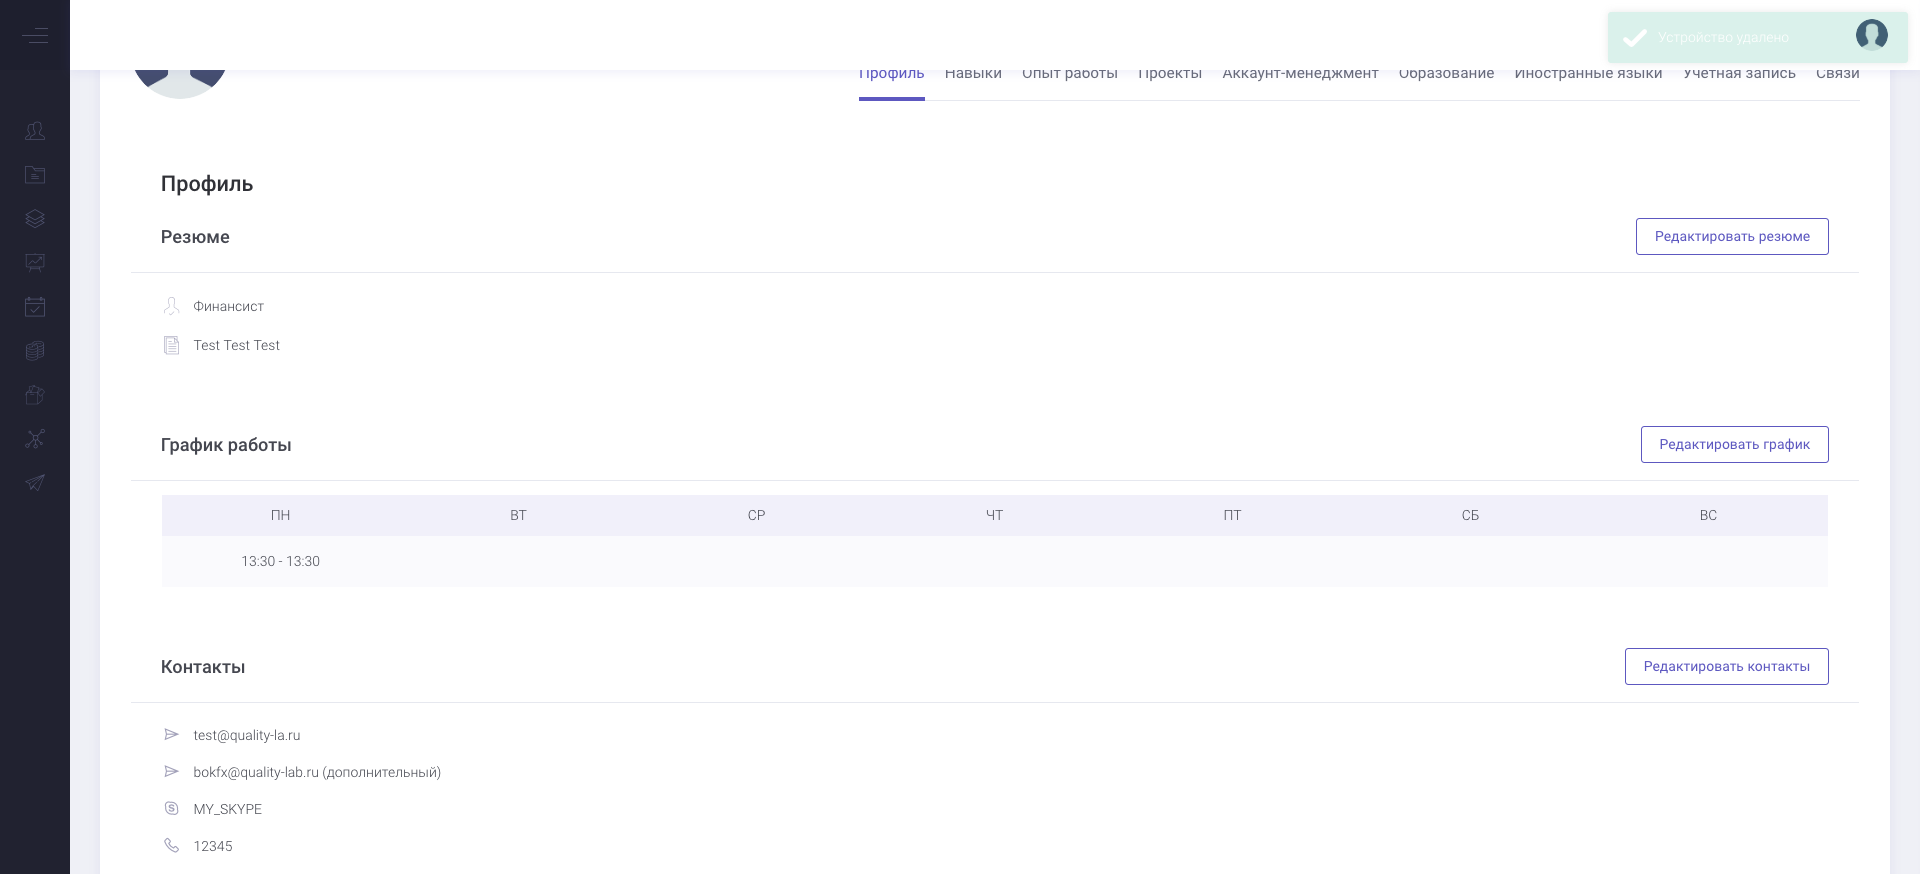 Устройство удалено
Профиль Навыки Опыт работы Проекты Аккаунт-менеджмент Образование Иностранные языки Учетная запись Связи
Профиль
Резюме
Редактировать резюме
Финансист
Test Test Test
График работы
Редактировать график
ПН ВТ СР ЧТ ПТ СБ ВС
13:30 - 13:30
Контакты
Редактировать контакты
test@quality-la.ru
bokfx@quality-lab.ru (дополнительный)
MY_SKYPE
12345